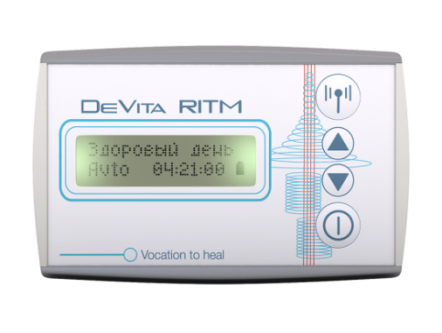 DEVITA RITM
Здоровый день
Avto 04:21:00
Vocation to heal